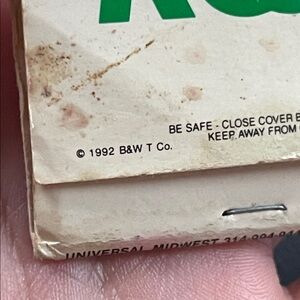 BE SAFE - CLOSE COVER
KEEP AWAY FROM
© 1992 B&W T Co.
UNIVERSAL MIDWEST 314-994-